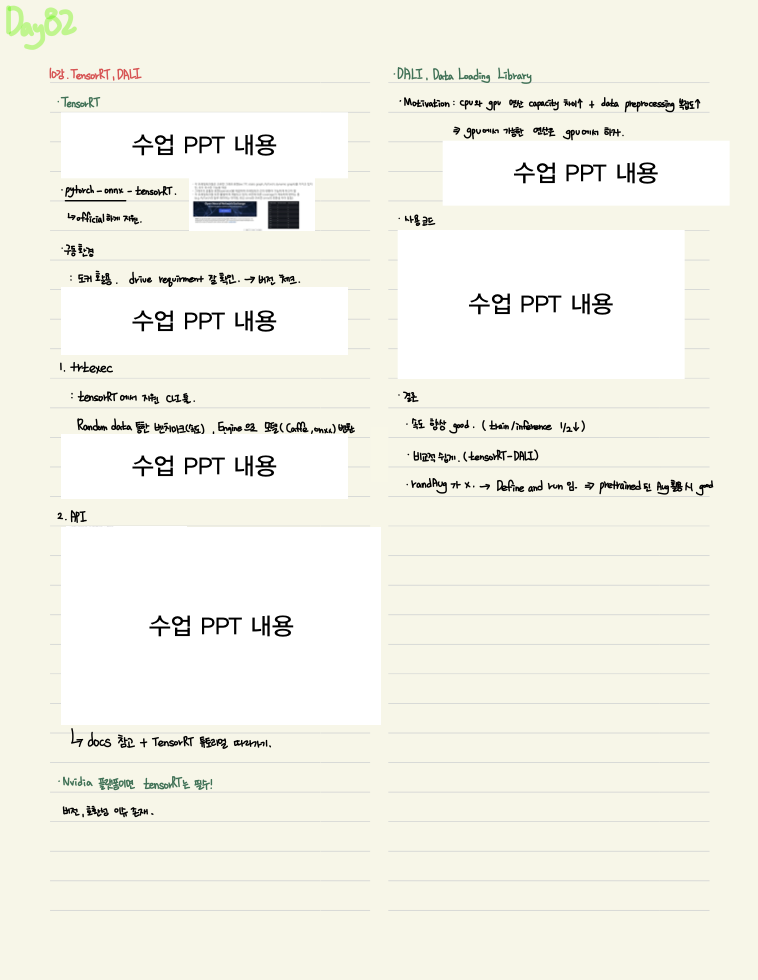 Day82
10강. TensorRT, DALI
· TensorRT
수업 PPT 내용
· pytorch - onnx - tensorRT.
↳ official하게 지원.
· 구동환경
: 도커 활용. drive requirment 잘 확인. → 버전 체크.
수업 PPT 내용
1. trtexec
: tensorRT에서 지원 CLI 툴.
Random data 통한 벤치마크(속도), Engine으로 모델(Caffe, onnx) 변환
수업 PPT 내용
2. API
수업 PPT 내용
↳ docs 참고 + TensorRT 튜토리얼 따라가기.
· Nvidia 플랫폼이면 tensorRT는 필수!
버전, 호환성 이슈 존재.
· DALI, Data Loading Library
· Motivation : cpu와 gpu 연산 capacity 차이↑ + data preprocessing 복잡도↑
⇒ gpu에서 가능한 연산은 gpu에서 하자.
수업 PPT 내용
· 사용코드
수업 PPT 내용
· 결론
· 속도 향상 good. (train/inference 1/2↓)
· 비교적 쉽게. (tensorRT-DALI)
· randAug 가 x. → Define and run 임. ⇒ pretrained 된 Aug 활용시 good